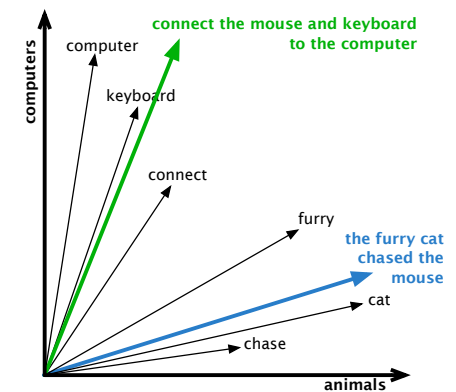 connect the mouse and keyboard
to the computer
computer
keyboard
connect
furry
the furry cat
chased the
mouse
cat
chase
animals
computers